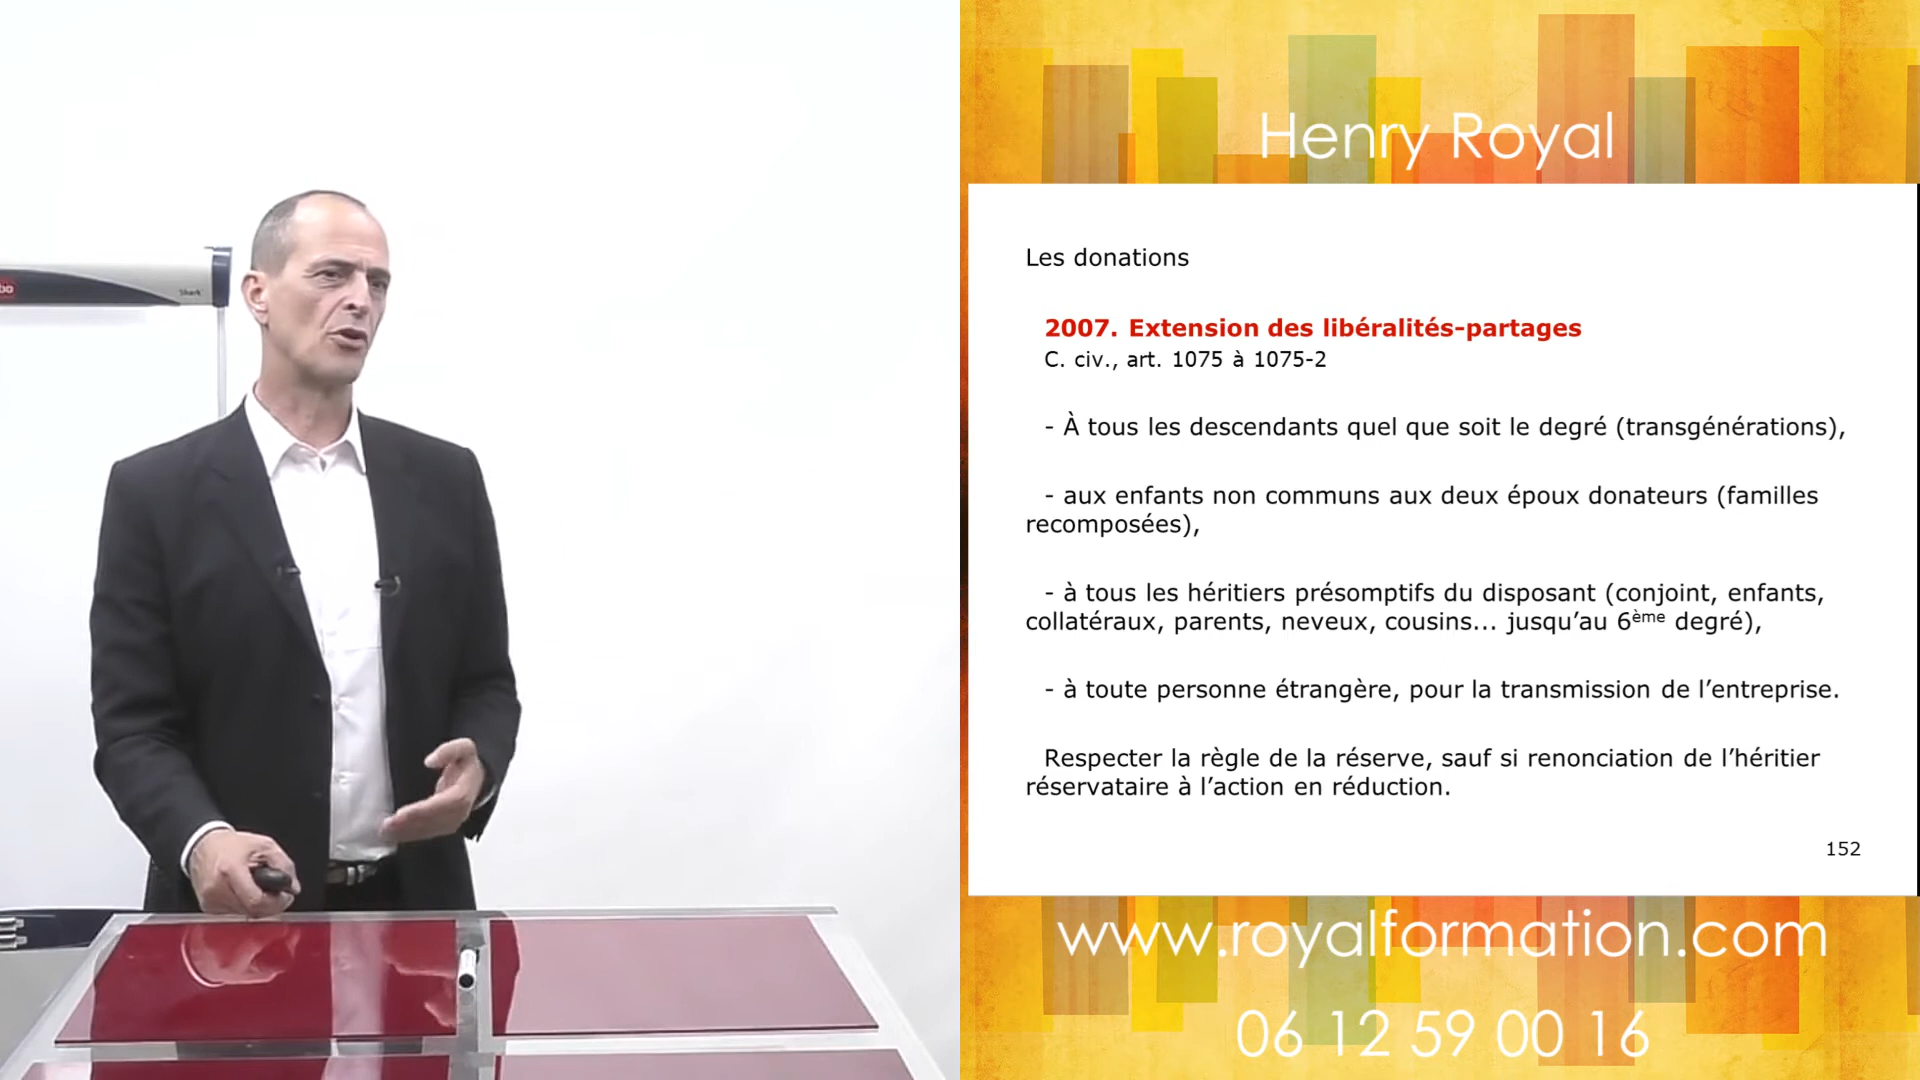 Henry Royal
Les donations
2007. Extension des libéralités-partages
C. civ., art. 1075 à 1075-2
- À tous les descendants quel que soit le degré (transgénérations),
- aux enfants non communs aux deux époux donateurs (familles
recomposées),
- à tous les héritiers présomptifs du disposant (conjoint, enfants,
collatéraux, parents, neveux, cousins... jusqu’au 6ème degré),
- à toute personne étrangère, pour la transmission de l’entreprise.
Respecter la règle de la réserve, sauf si renonciation de l’héritier
réservataire à l’action en réduction.
152
www.royalformation.com
06 12 59 00 16